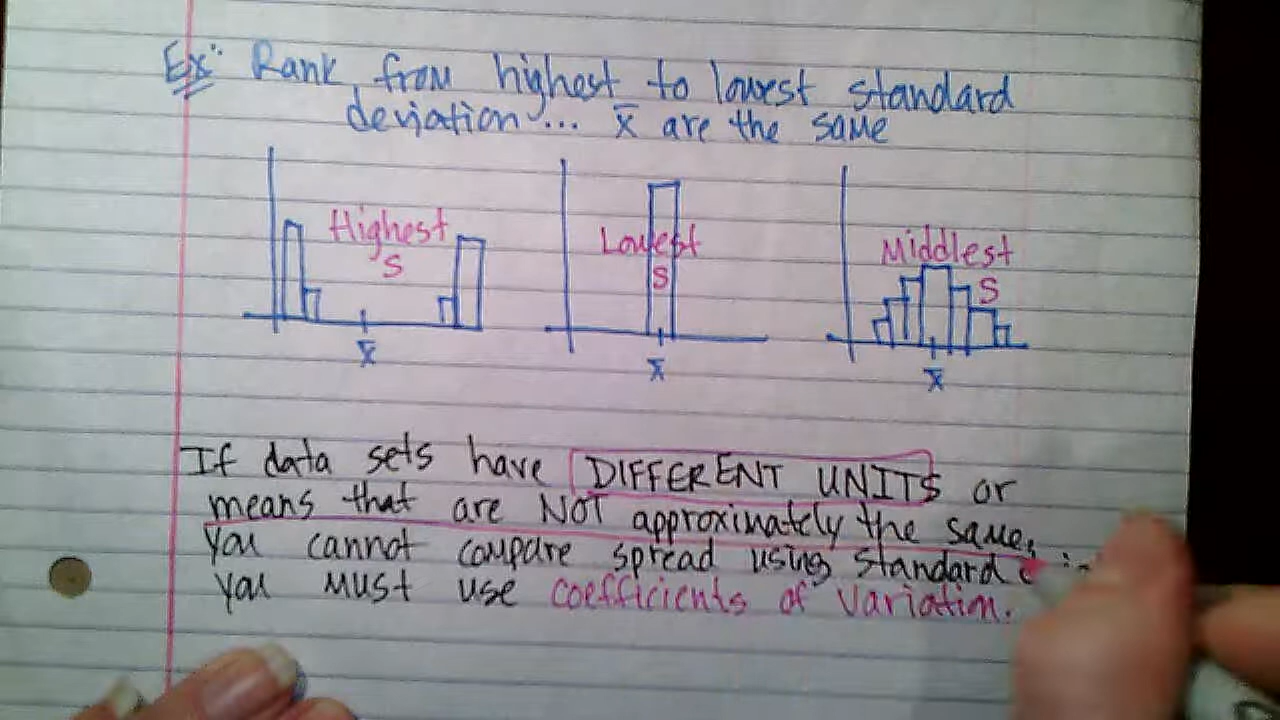 Ex: Rank from highest to lowest standard
deviation... x̄ are the same
Highest
S
Lowest
S
Middlest
S
x̄
x̄
x̄
If data sets have DIFFERENT UNITS or
means that are NOT approximately the same,
you cannot compare spread using standard
you must use coefficients of variation.